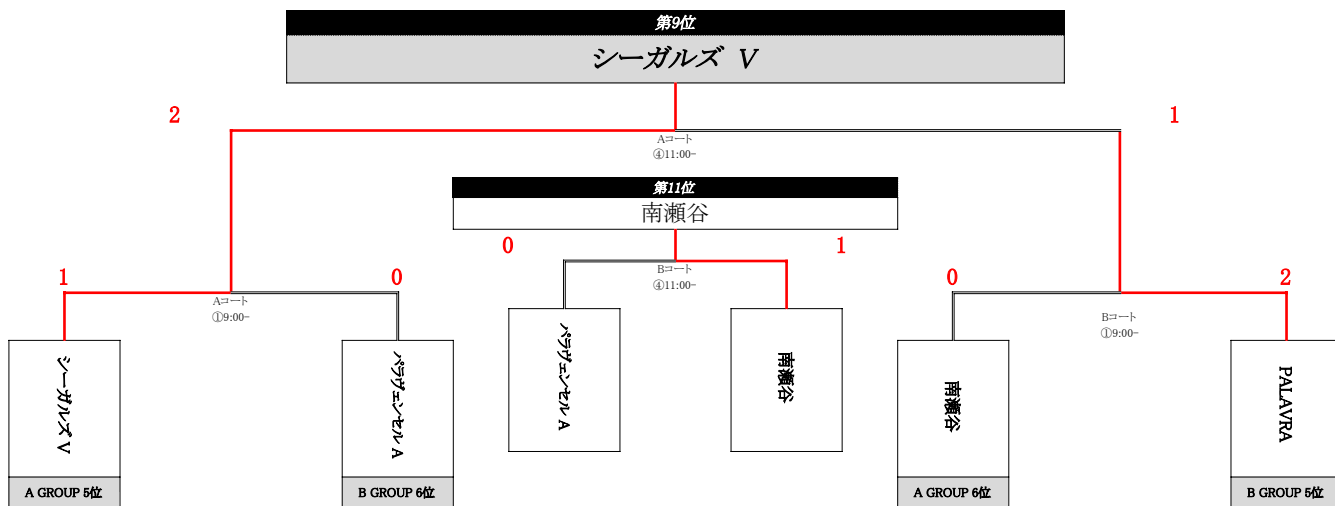 第9位
シーガルズ V
2
1
Aコート
④11:00-
第11位
南瀬谷
0
1
Bコート
④11:00-
1
0
Aコート
①9:00-
0
2
Bコート
①9:00-
シーガルズ V
パラヴェンセル A
パラヴェンセル A
南瀬谷
南瀬谷
PALAVRA
A GROUP 5位
B GROUP 6位
A GROUP 6位
B GROUP 5位